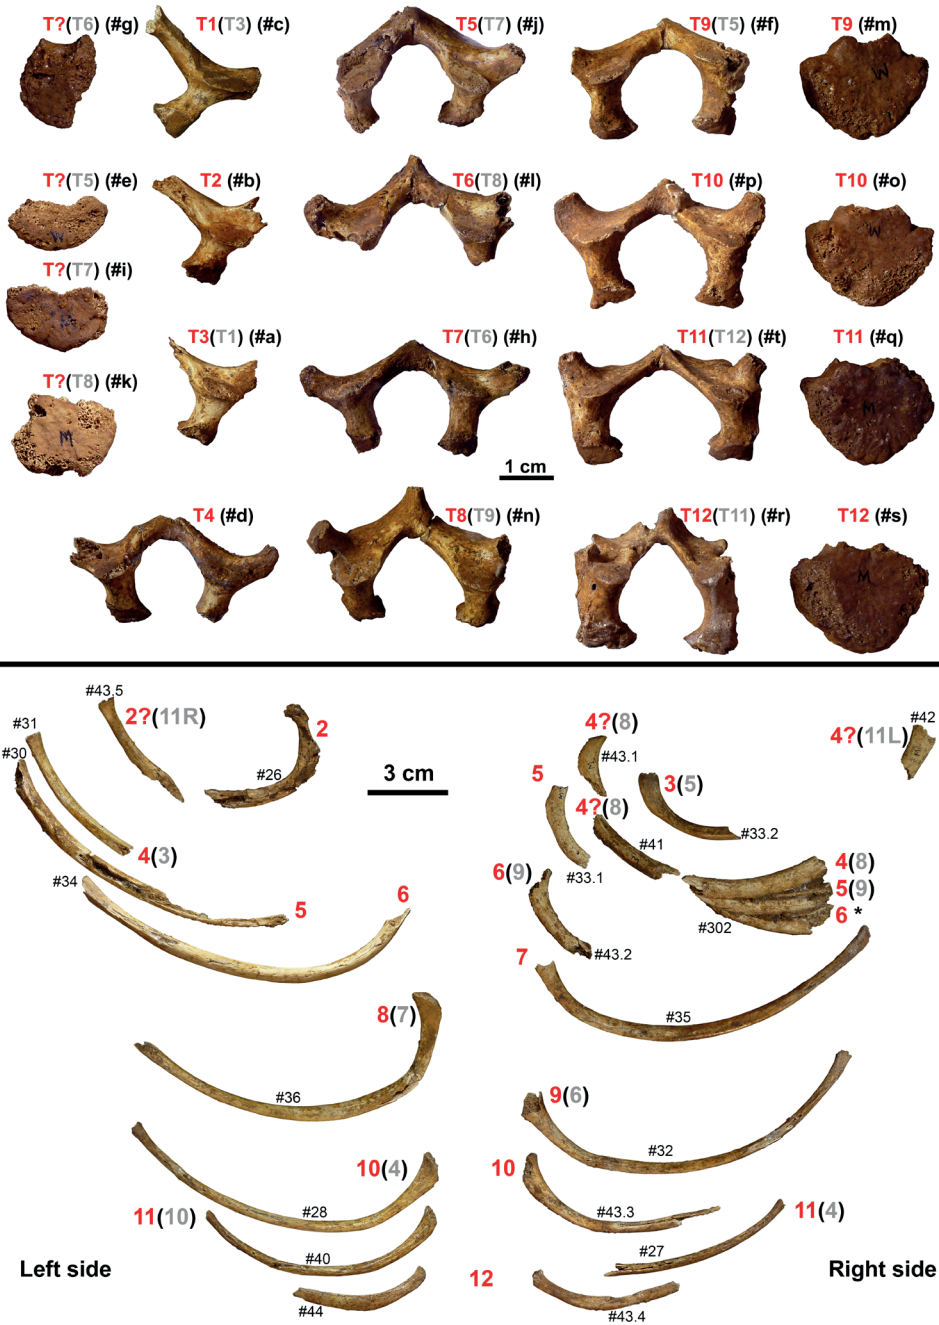 T?(T6) (#g)
T1(T3) (#c)
T5(T7) (#j)
T9(T5) (#f)
T9 (#m)
W
T?(T5) (#e)
T2 (#b)
T6(T8) (#l)
T10 (#p)
T10 (#o)
W
W
T?(T7) (#i)
T?(T8) (#k)
T3(T1) (#a)
T7(T6) (#h)
T11(T12) (#t)
T11 (#q)
M
M
1 cm
T4 (#d)
T8(T9) (#n)
T12(T11) (#r)
T12 (#s)
M
#43.5
2?(11R)
2
#31
#30
#26
3 cm
4(3)
#34
5
6
8(7)
#36
10(4)
#28
11(10)
#40
#44
Left side
12
4?(8)
#43.1
4?(11L)
#42
5
3(5)
4?(8)
#33.2
#41
#33.1
4(8)
5(9)
6 *
#302
6(9)
#43.2
7
#35
9(6)
#32
10
#43.3
11(4)
#27
#43.4
Right side